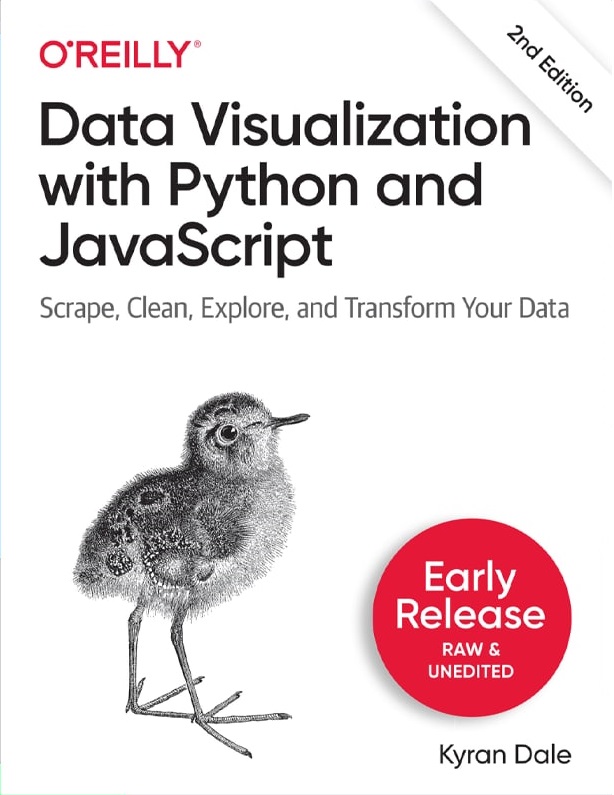 O'REILLY®
2nd Edition
Data Visualization
with Python and
JavaScript
Scrape, Clean, Explore, and Transform Your Data
Early
Release
RAW &
UNEDITED
Kyran Dale